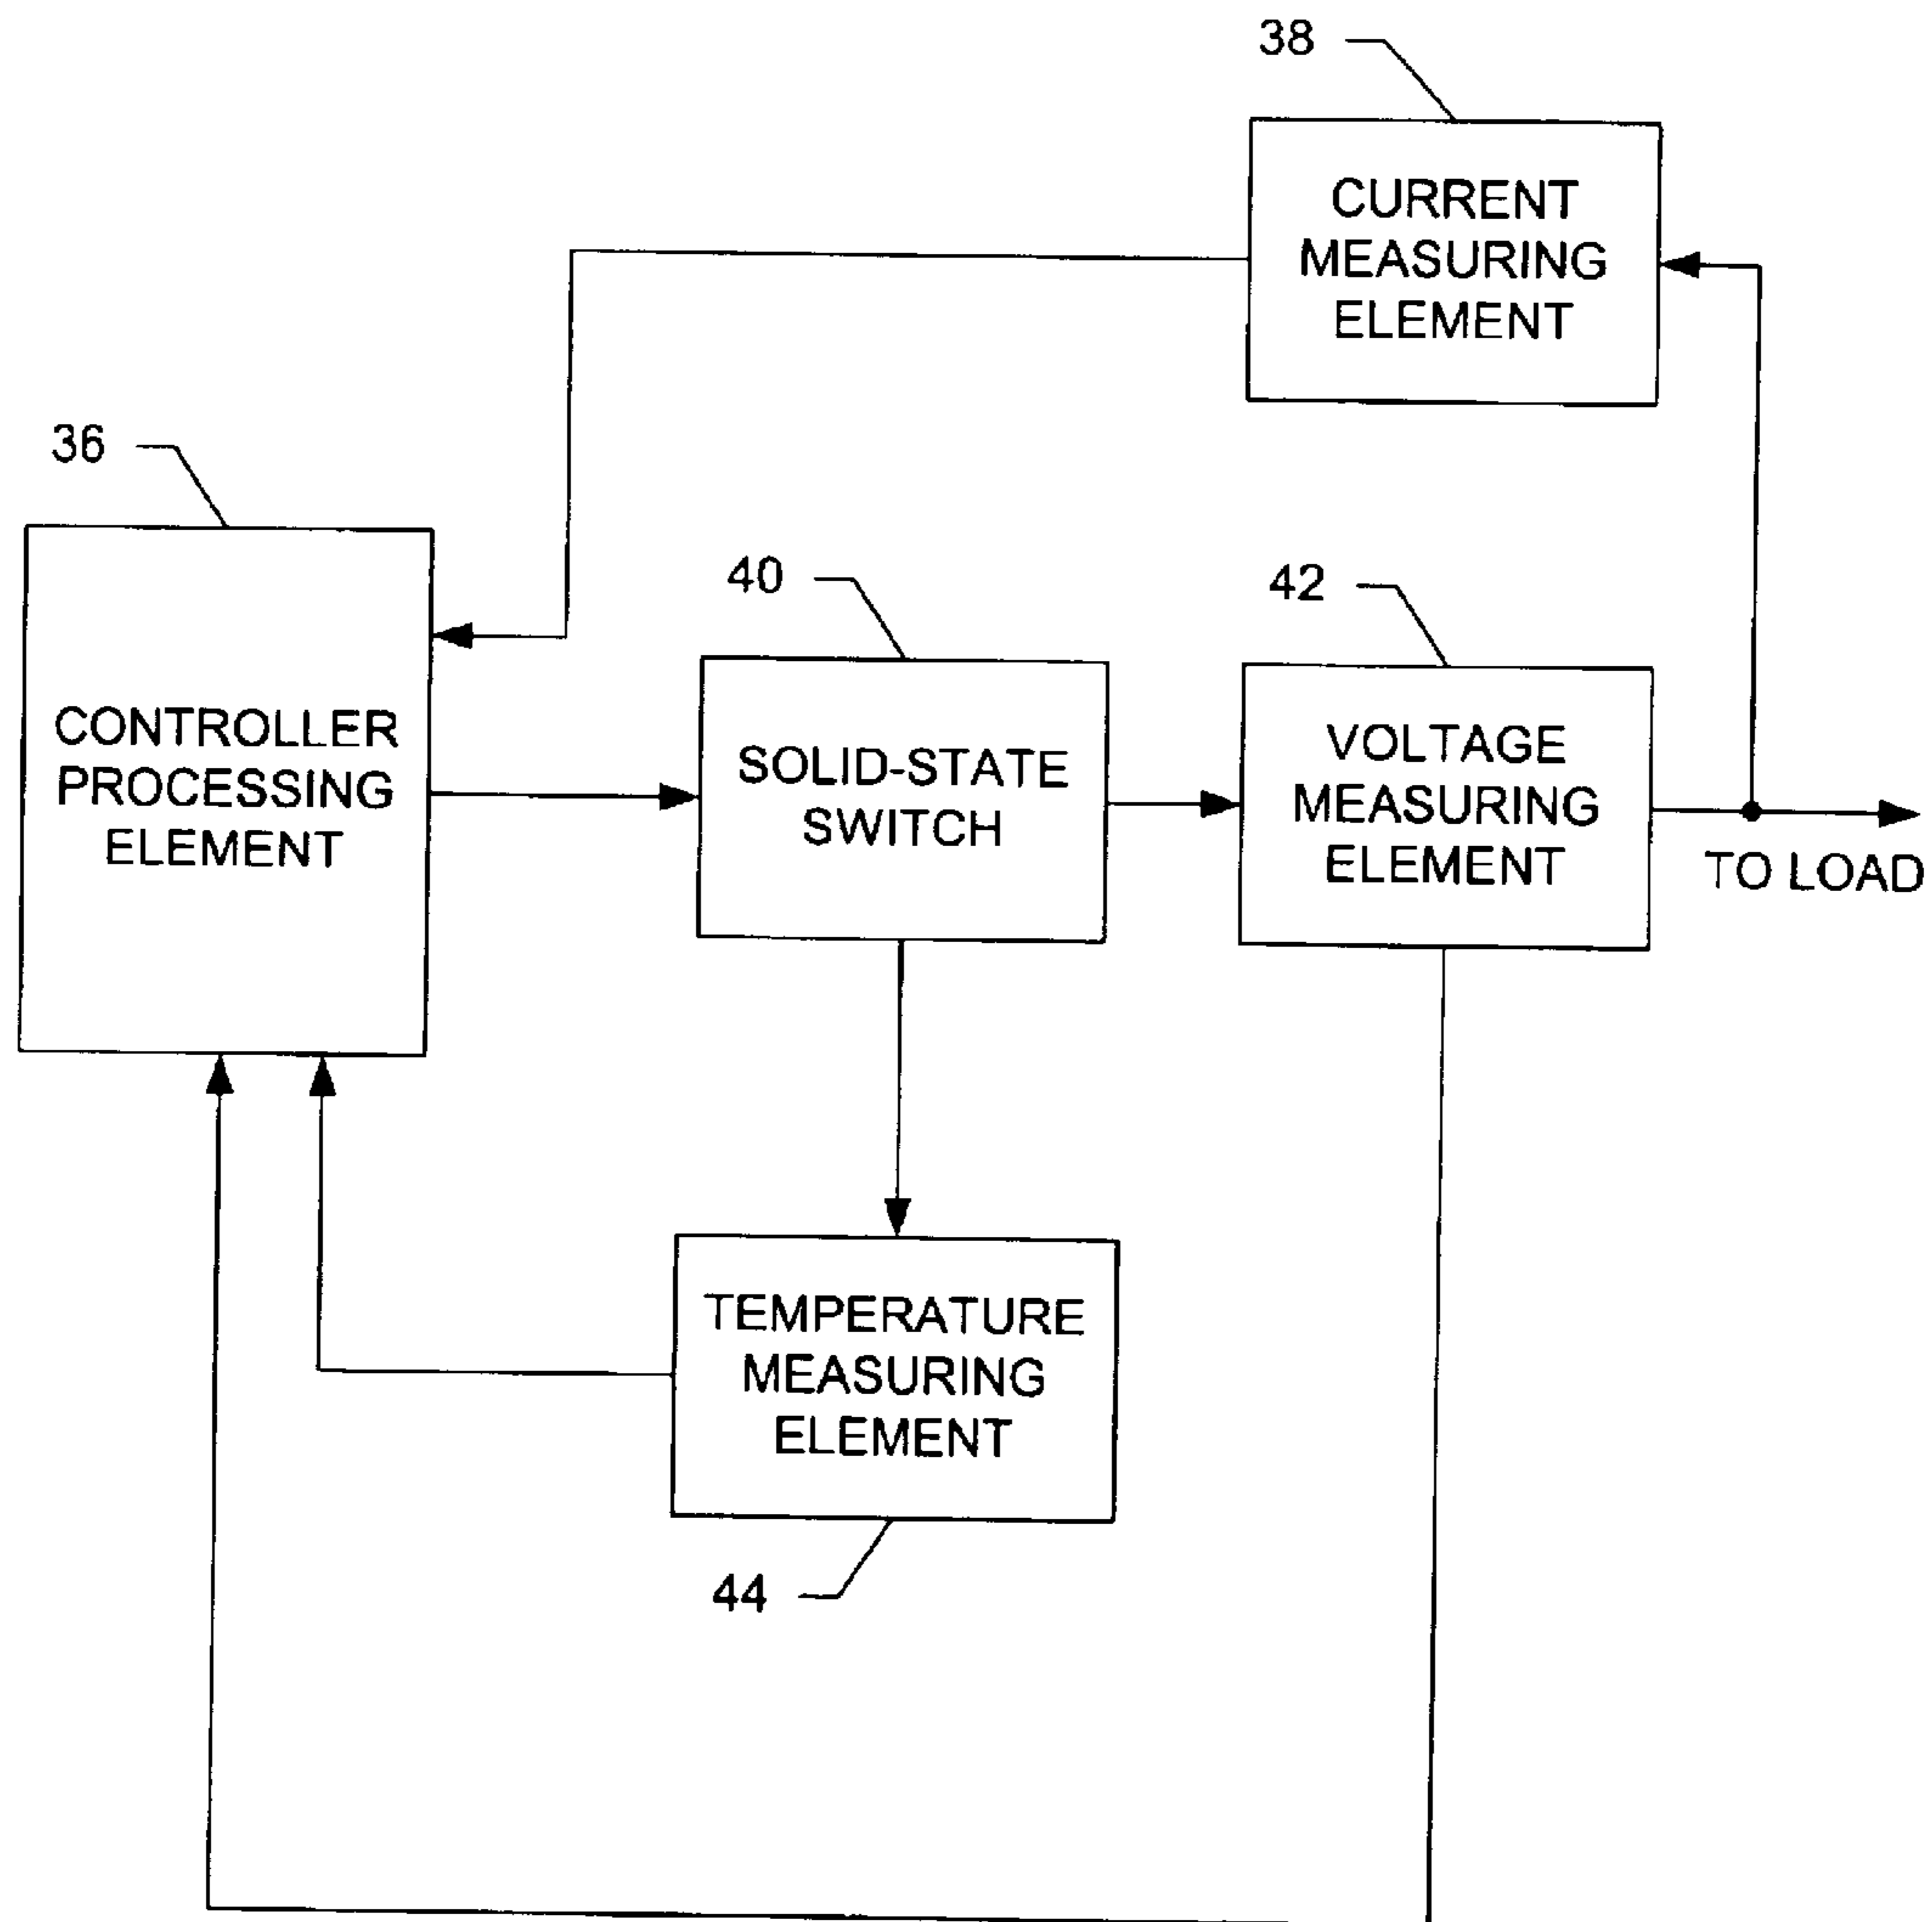 38
CURRENT
MEASURING
ELEMENT
36
CONTROLLER
PROCESSING
ELEMENT
40
SOLID-STATE
SWITCH
42
VOLTAGE
MEASURING
ELEMENT
TO LOAD
TEMPERATURE
MEASURING
ELEMENT
44